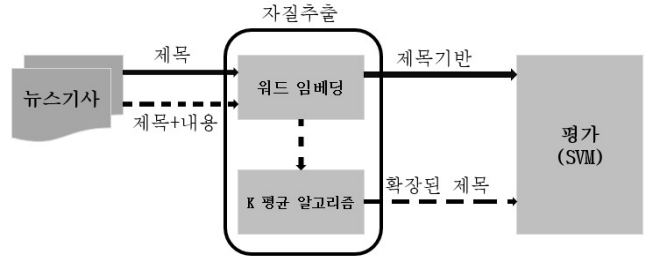 자질추출
제목
제목기반
뉴스기사
워드 임베딩
제목+내용
평가
(SVM)
확장된 제목
K 평균 알고리즘